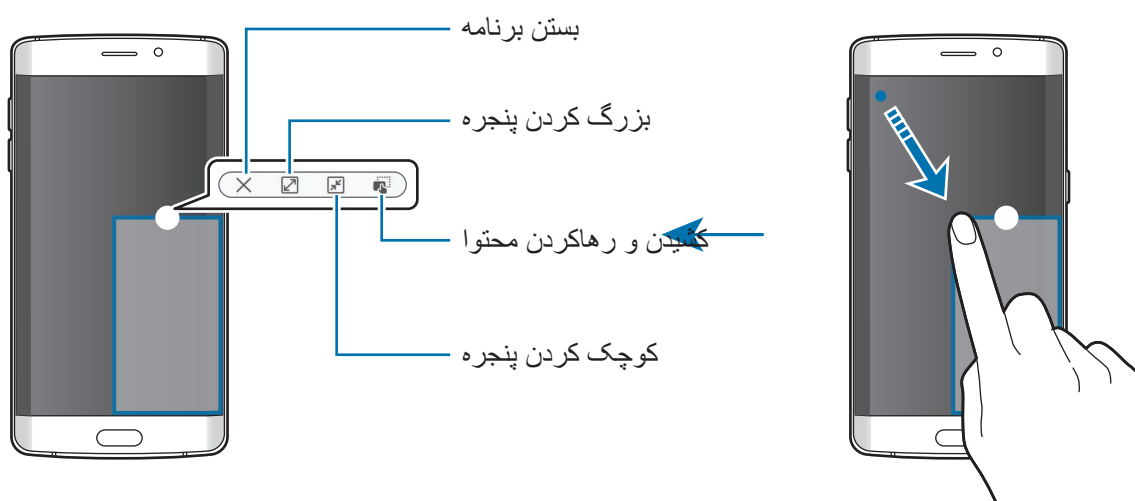 بستن برنامه
بزرگ کردن پنجره
کشیدن و رهاکردن محتوا
کوچک کردن پنجره